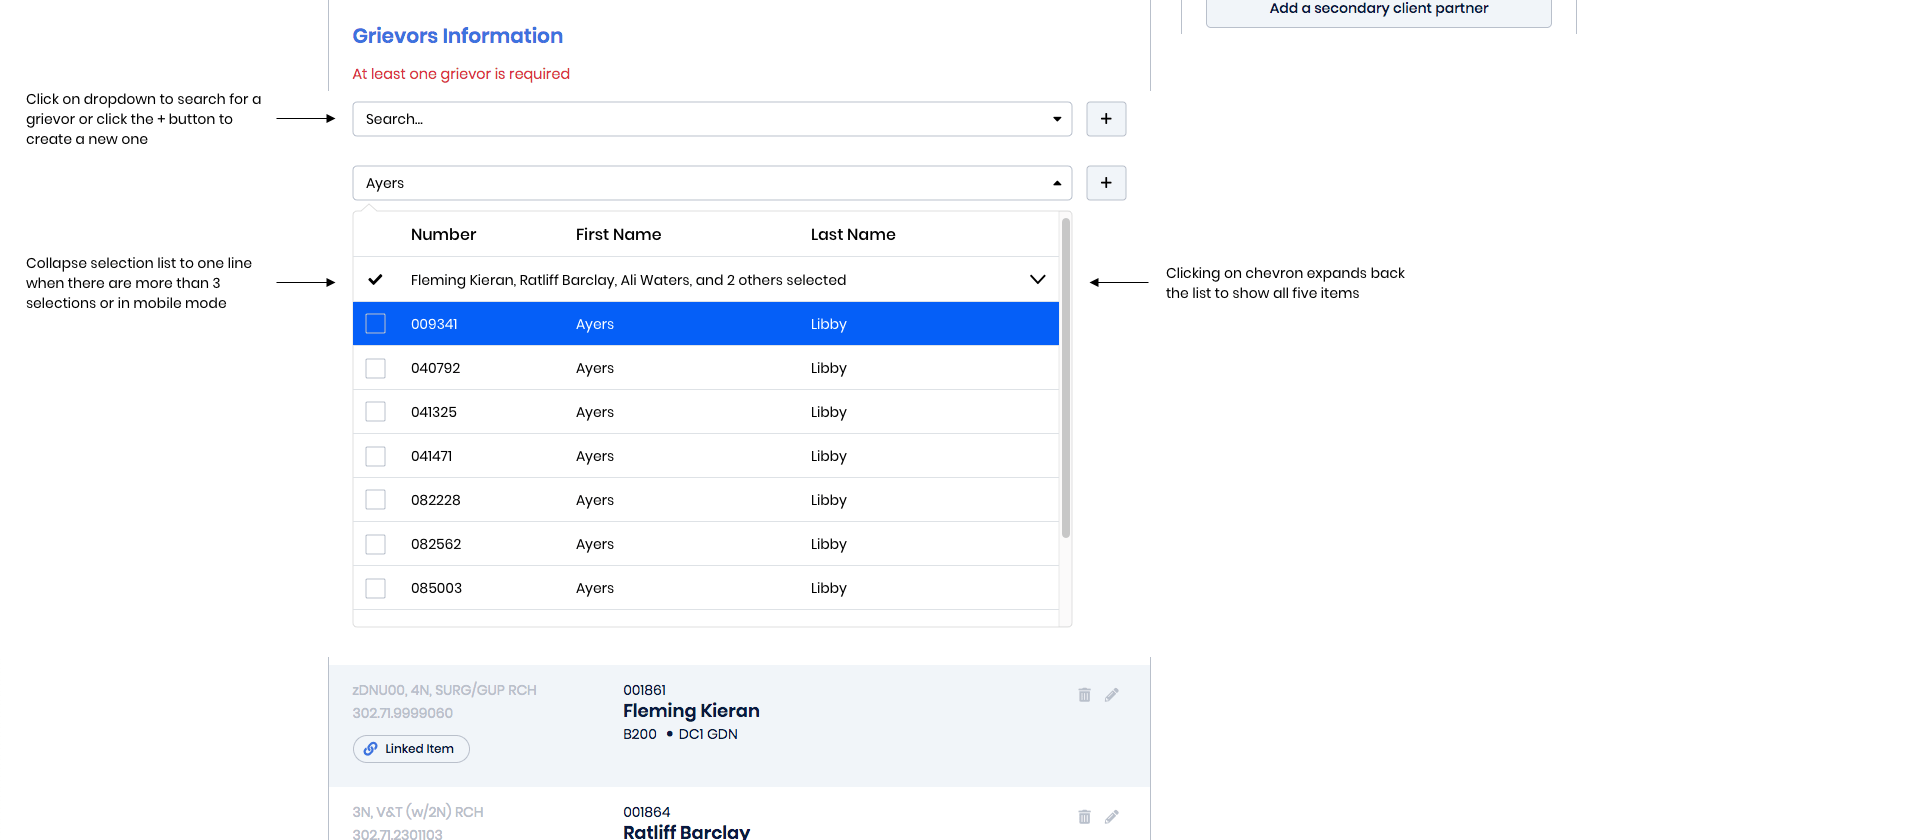 Add a secondary client partner
Grievors Information
At least one grievor is required
Click on dropdown to search for a
grievor or click the + button to
create a new one
Search...
+
Ayers
+
Number First Name Last Name
Collapse selection list to one line
when there are more than 3
selections or in mobile mode
Fleming Kieran, Ratliff Barclay, Ali Waters, and 2 others selected
Clicking on chevron expands back
the list to show all five items
009341 Ayers Libby
040792 Ayers Libby
041325 Ayers Libby
041471 Ayers Libby
082228 Ayers Libby
082562 Ayers Libby
085003 Ayers Libby
zDNU00, 4N, SURG/GUP RCH
302.71.9999060
Linked Item
001861
Fleming Kieran
B200 • DC1 GDN
3N, V&T (w/2N) RCH
302.71.2301103
001864
Ratliff Barclay